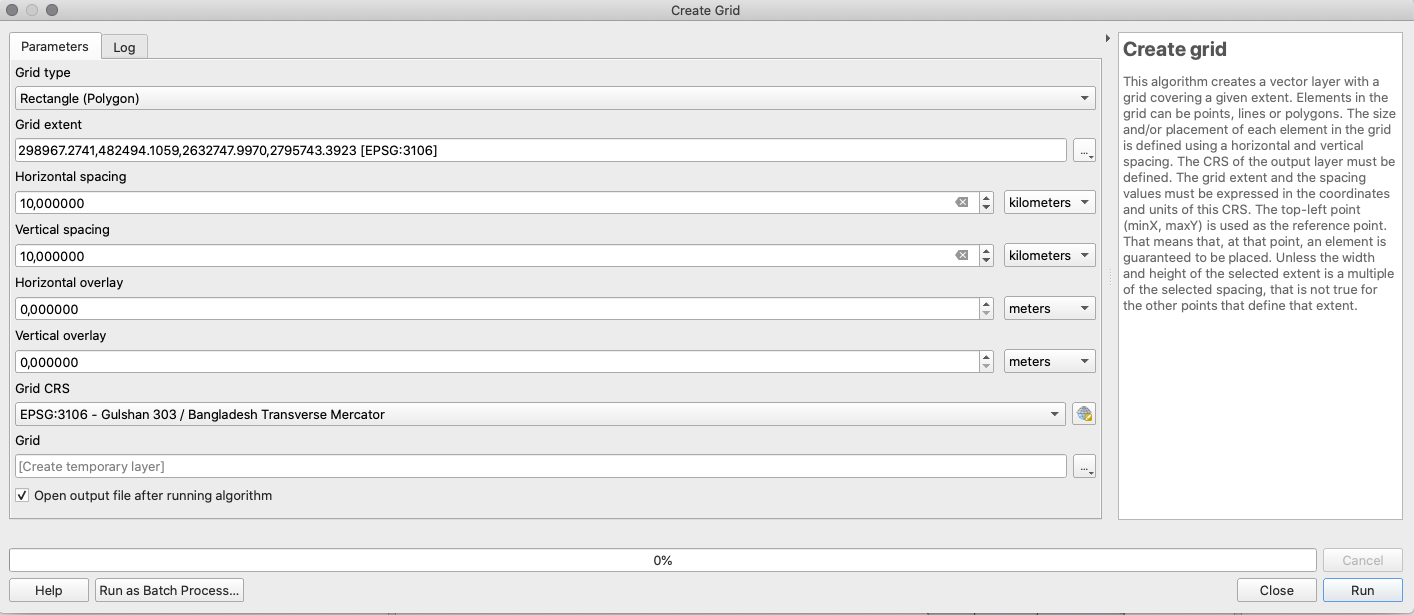 Create Grid
Parameters
Log
Grid type
Rectangle (Polygon)
Grid extent
298967.2741,482494.1059,2632747.9970,2795743.3923 [EPSG:3106]
...
Horizontal spacing
10,000000
kilometers
Vertical spacing
10,000000
kilometers
Horizontal overlay
0,000000
meters
Vertical overlay
0,000000
meters
Grid CRS
EPSG:3106 - Gulshan 303 / Bangladesh Transverse Mercator
Grid
[Create temporary layer]
...
Open output file after running algorithm
Create grid
This algorithm creates a vector layer with a
grid covering a given extent. Elements in the
grid can be points, lines or polygons. The size
and/or placement of each element in the grid
is defined using a horizontal and vertical
spacing. The CRS of the output layer must be
defined. The grid extent and the spacing
values must be expressed in the coordinates
and units of this CRS. The top-left point
(minX, maxY) is used as the reference point.
That means that, at that point, an element is
guaranteed to be placed. Unless the width
and height of the selected extent is a multiple
of the selected spacing, that is not true for
the other points that define that extent.
0%
Cancel
Help
Run as Batch Process...
Close
Run